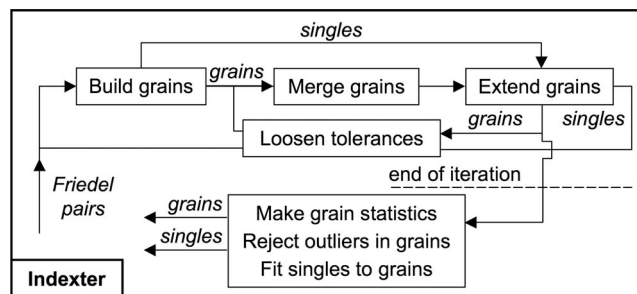 singles
Build grains
grains
Merge grains
Extend grains
grains
singles
Loosen tolerances
Friedel
pairs
end of iteration
grains
singles
Make grain statistics
Reject outliers in grains
Fit singles to grains
Indexter